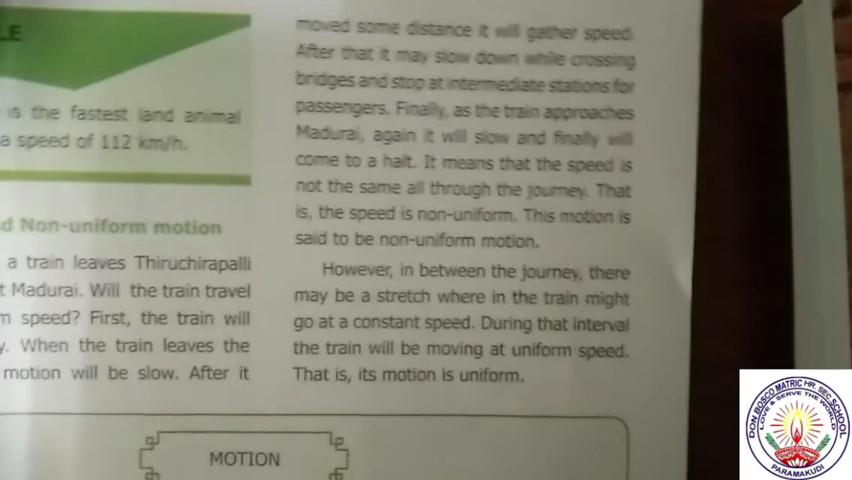 LE
is the fastest land animal
a speed of 112 km/h.
d Non-uniform motion
a train leaves Thiruchirapalli
t Madurai. Will the train travel
m speed? First, the train will
y. When the train leaves the
motion will be slow. After it
moved some distance it will gather speed.
After that it may slow down while crossing
bridges and stop at intermediate stations for
passengers. Finally, as the train approaches
Madurai, again it will slow and finally will
come to a halt. It means that the speed is
not the same all through the journey. That
is, the speed is non-uniform. This motion is
said to be non-uniform motion.
However, in between the journey, there
may be a stretch where in the train might
go at a constant speed. During that interval
the train will be moving at uniform speed.
That is, its motion is uniform.
MOTION
DON BOSCO MATRIC HR. SEC. SCHOOL
LOVE & SERVE THE WORLD
PARAMAKUDI